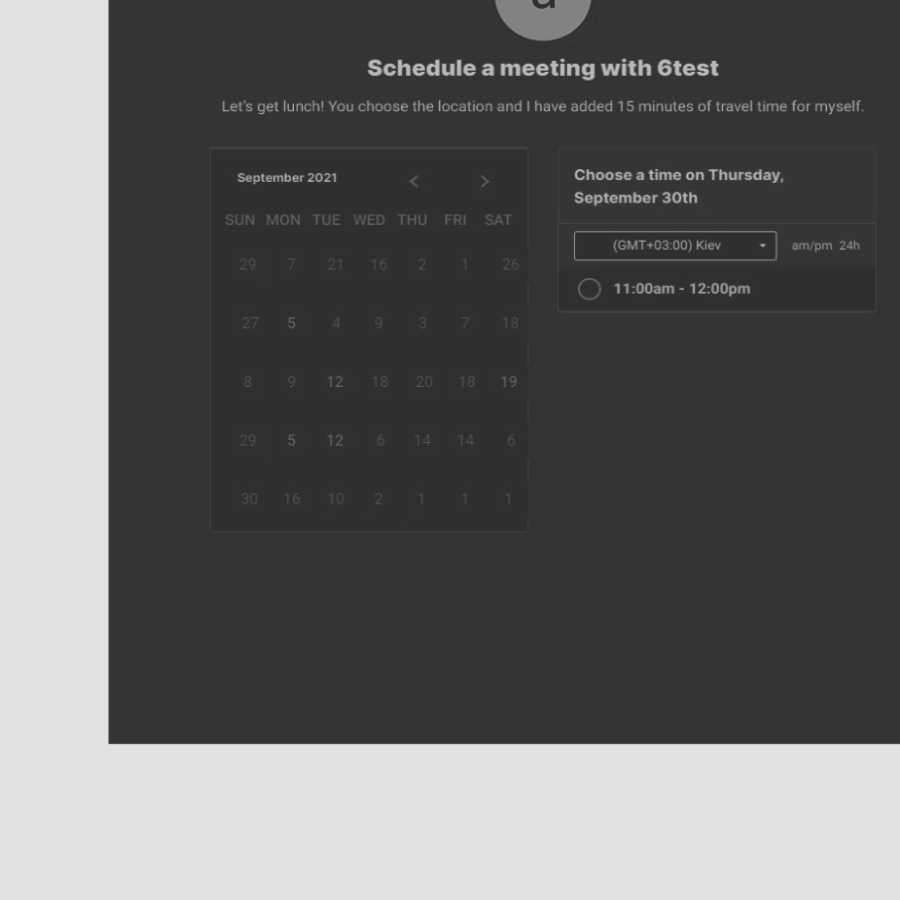 a
Schedule a meeting with 6test
Let's get lunch! You choose the location and I have added 15 minutes of travel time for myself.
September 2021 < >
SUN MON TUE WED THU FRI SAT
29 7 21 16 2 1 26
27 5 4 9 3 7 18
8 9 12 18 20 18 19
29 5 12 6 14 14 6
30 16 10 2 1 1 1
Choose a time on Thursday,
September 30th
(GMT+03:00) Kiev am/pm 24h
11:00am - 12:00pm